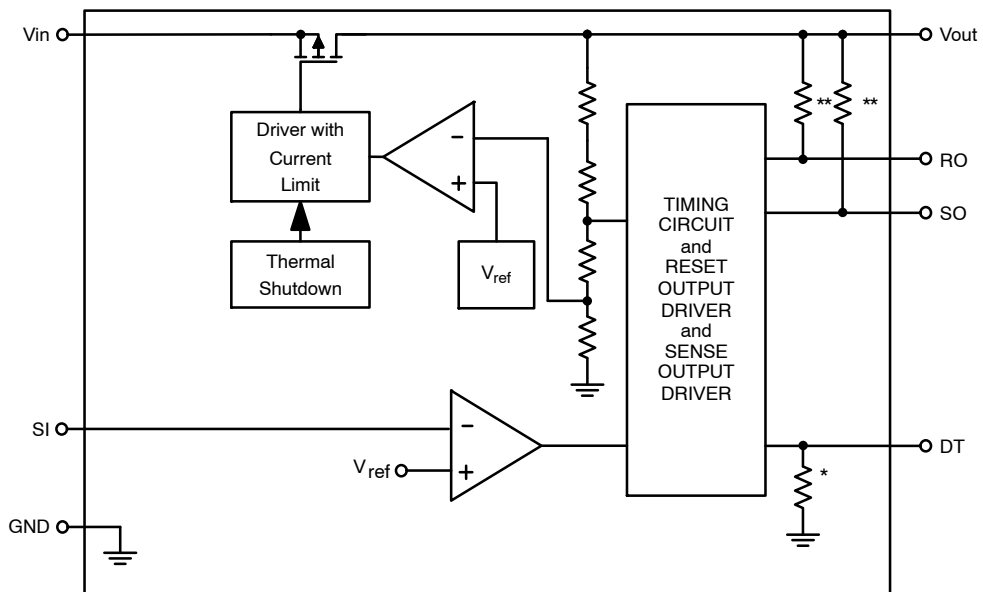 Vin
Vout
Driver with
Current
Limit
-
+
Thermal
Shutdown
Vref
TIMING
CIRCUIT
and
RESET
OUTPUT
DRIVER
and
SENSE
OUTPUT
DRIVER
**
**
RO
SO
SI
-
Vref
+
DT
*
GND